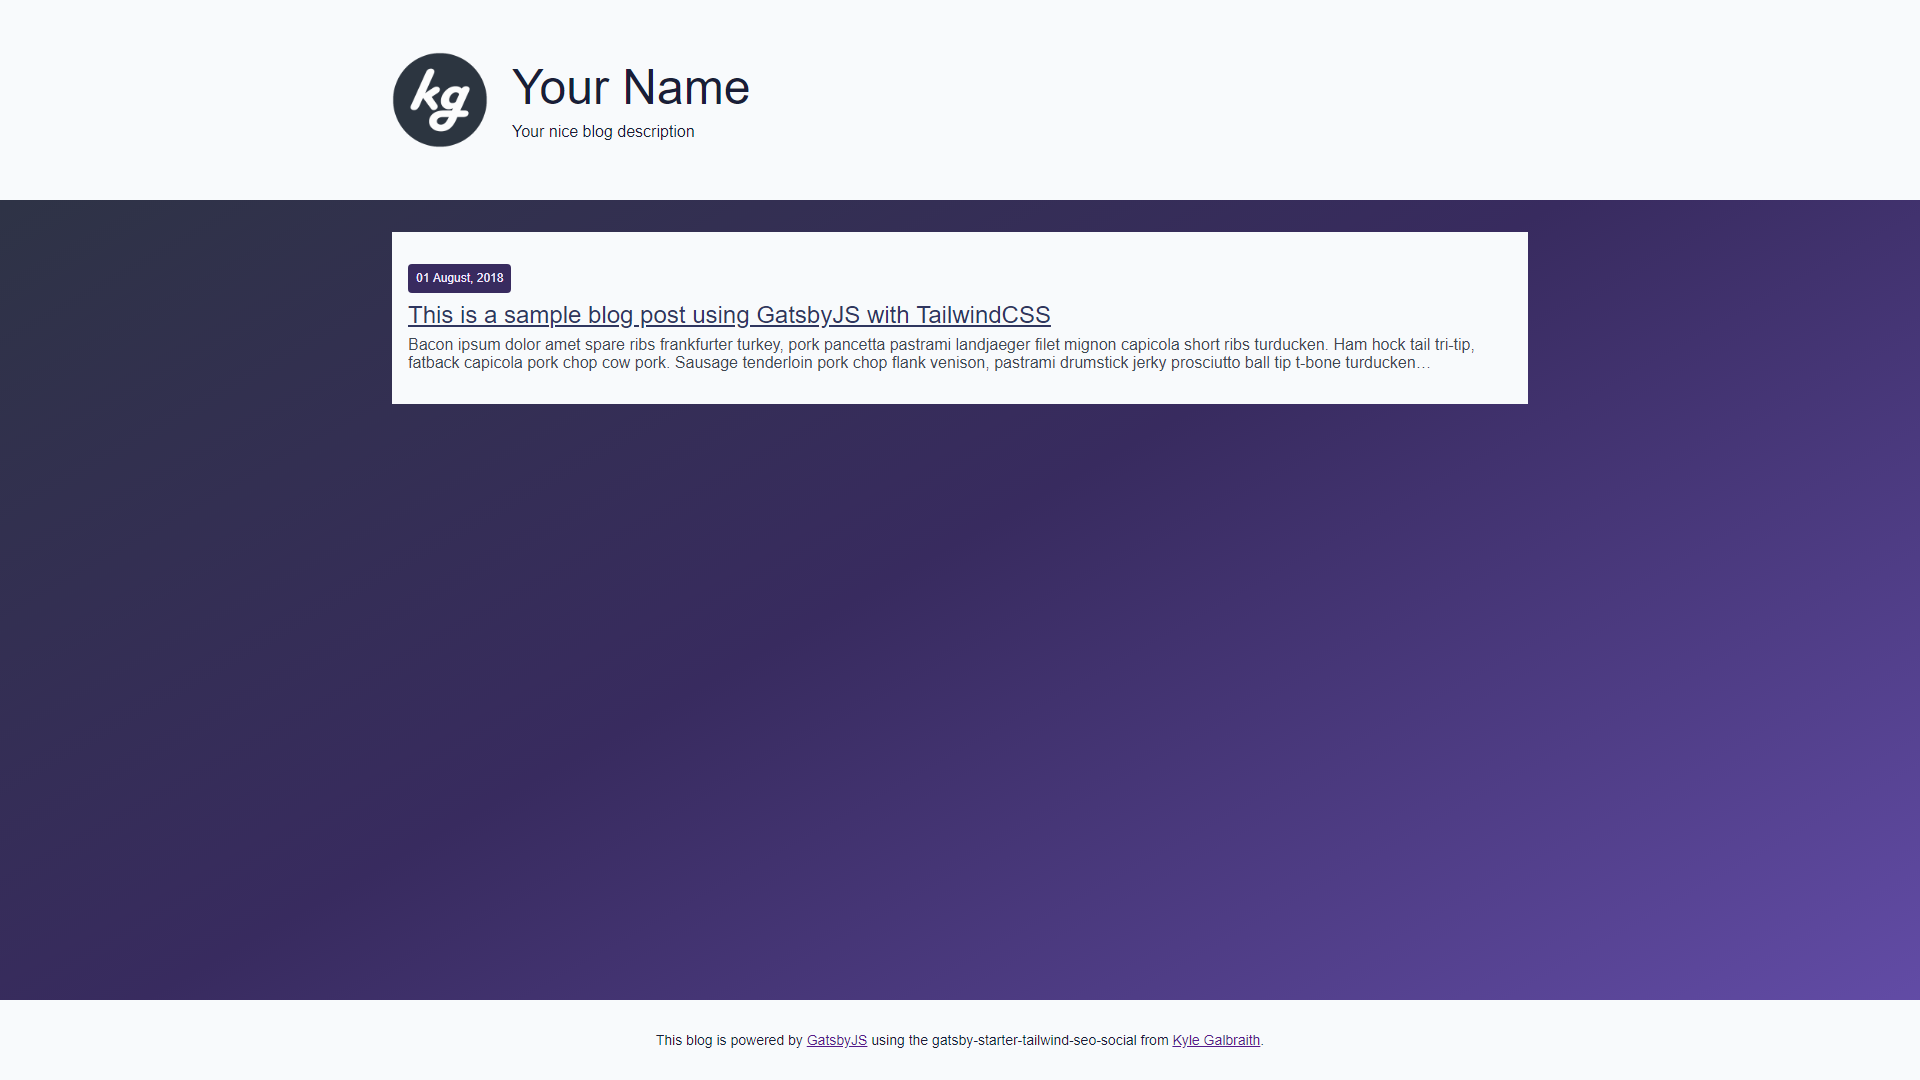 kg
Your Name
Your nice blog description
01 August, 2018
This is a sample blog post using GatsbyJS with TailwindCSS
Bacon ipsum dolor amet spare ribs frankfurter turkey, pork pancetta pastrami landjaeger filet mignon capicola short ribs turducken. Ham hock tail tri-tip,
fatback capicola pork chop cow pork. Sausage tenderloin pork chop flank venison, pastrami drumstick jerky prosciutto ball tip t-bone turducken…
This blog is powered by GatsbyJS using the gatsby-starter-tailwind-seo-social from Kyle Galbraith.